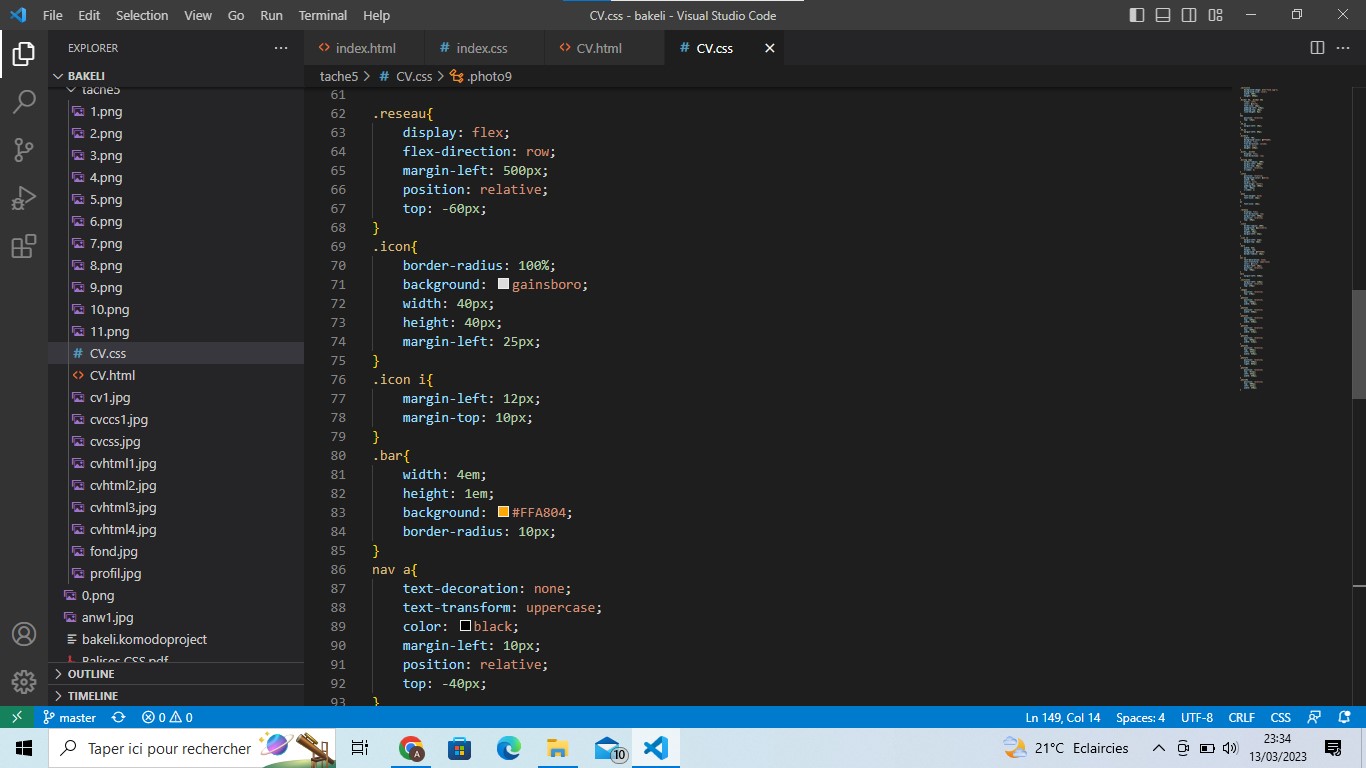 File Edit Selection View Go Run Terminal Help CV.css - bakeli - Visual Studio Code
EXPLORER
BAKELI
tache5
1.png
2.png
3.png
4.png
5.png
6.png
7.png
8.png
9.png
10.png
11.png
CV.css
CV.html
cv1.jpg
cvccs1.jpg
cvcss.jpg
cvhtml1.jpg
cvhtml2.jpg
cvhtml3.jpg
cvhtml4.jpg
fond.jpg
profil.jpg
0.png
anw1.jpg
bakeli.komodoproject
Balises CSS.pdf
OUTLINE
TIMELINE
index.html index.css CV.html CV.css
tache5 > # CV.css > .photo9
61
62 .reseau{
63 display: flex;
64 flex-direction: row;
65 margin-left: 500px;
66 position: relative;
67 top: -60px;
68 }
69 .icon{
70 border-radius: 100%;
71 background: gainsboro;
72 width: 40px;
73 height: 40px;
74 margin-left: 25px;
75 }
76 .icon i{
77 margin-left: 12px;
78 margin-top: 10px;
79 }
80 .bar{
81 width: 4em;
82 height: 1em;
83 background: #FFA804;
84 border-radius: 10px;
85 }
86 nav a{
87 text-decoration: none;
88 text-transform: uppercase;
89 color: black;
90 margin-left: 10px;
91 position: relative;
92 top: -40px;
93 }
master 0 0 Ln 149, Col 14 Spaces: 4 UTF-8 CRLF CSS
Taper ici pour rechercher 10 21°C Eclaircies 23:34
13/03/2023